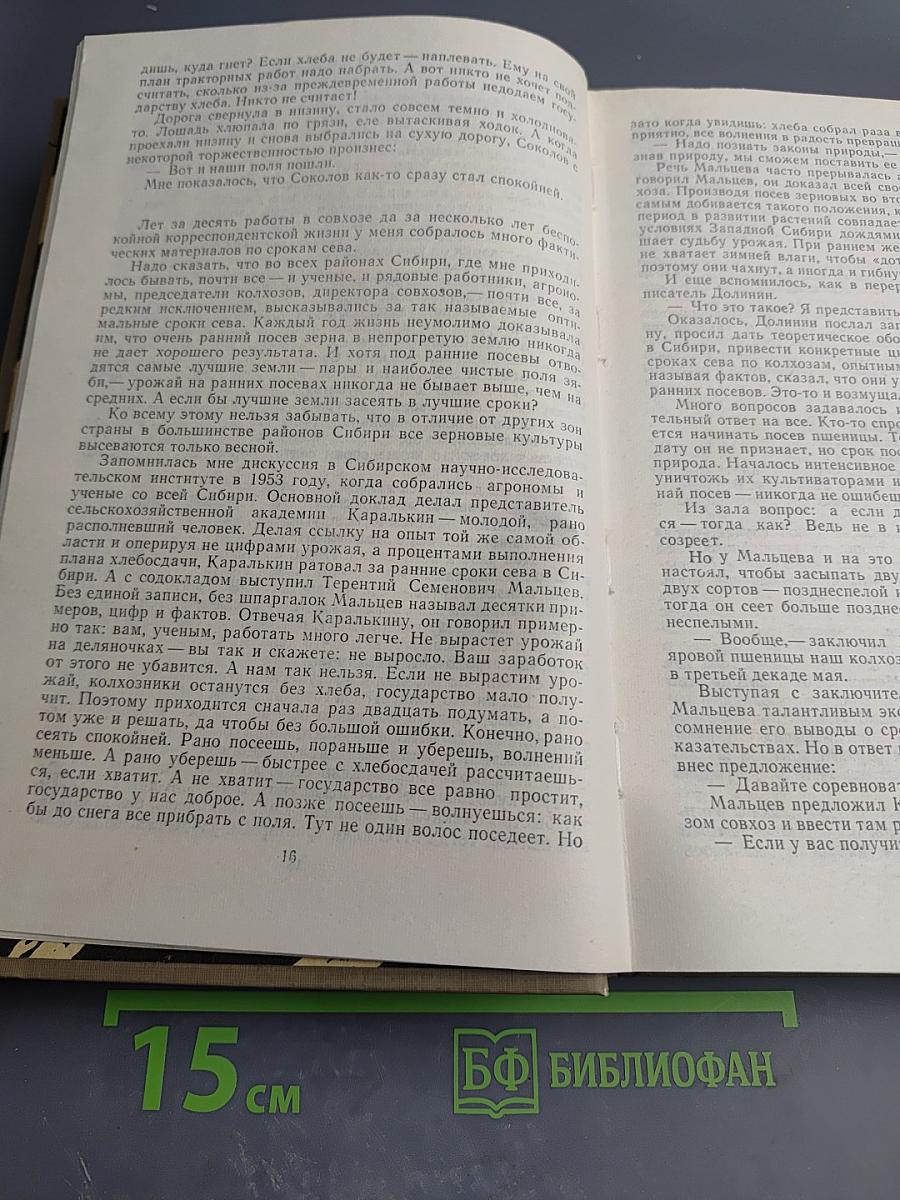 дишь, куда гнет? Если хлеба не будет — наплевать. Ему на свой
план тракторных работ надо набрать. А вот никто не хочет под-
считать, сколько из-за преждевременной работы недодаем госу-
дарству хлеба. Никто не считает!
Дорога свернула в низину, стало совсем темно и холоднова-
то. Лошадь хлюпала по грязи, еле вытаскивая ходок. А когда
проехали низину и снова выбрались на сухую дорогу, Соколов с
некоторой торжественностью произнес:
— Вот и наши поля пошли.
Мне показалось, что Соколов как-то сразу стал спокойней.
Лет за десять работы в совхозе да за несколько лет беспо-
койной корреспондентской жизни у меня собралось много факти-
ческих материалов по срокам сева.
Надо сказать, что во всех районах Сибири, где мне приходи-
лось бывать, почти все — и ученые, и рядовые работники, агроно-
мы, председатели колхозов, директора совхозов,— почти все, за
редким исключением, высказывались за так называемые опти-
мальные сроки сева. Каждый год жизнь неумолимо доказывала
им, что очень ранний посев зерна в непрогретую землю никогда
не дает хорошего результата. И хотя под ранние посевы отво-
дятся самые лучшие земли — пары и наиболее чистые поля зя-
би,— урожай на ранних посевах никогда не бывает выше, чем на
средних. А если бы лучшие земли засеять в лучшие сроки?
Ко всему этому нельзя забывать, что в отличие от других зон
страны в большинстве районов Сибири все зерновые культуры
высеваются только весной.
Запомнилась мне дискуссия в Сибирском научно-исследова-
тельском институте в 1953 году, когда собрались агрономы и
ученые со всей Сибири. Основной доклад делал представитель
сельскохозяйственной академии Каралькин — молодой, рано
располневший человек. Делая ссылку на опыт той же самой об-
ласти и оперируя не цифрами урожая, а процентами выполнения
плана хлебосдачи, Каралькин ратовал за ранние сроки сева в Си-
бири. А с содокладом выступил Терентий Семенович Мальцев.
Без единой записи, без шпаргалок Мальцев называл десятки при-
меров, цифр и фактов. Отвечая Каралькину, он говорил пример-
но так: вам, ученым, работать много легче. Не вырастет урожай
на деляночках — вы так и скажете: не выросло. Ваш заработок
от этого не убавится. А нам так нельзя. Если не вырастим уро-
жай, колхозники останутся без хлеба, государство мало полу-
чит. Поэтому приходится сначала раз двадцать подумать, а по-
том уже и решать, да чтобы без большой ошибки. Конечно, рано
сеять спокойней. Рано посеешь, пораньше и уберешь, волнений
меньше. А рано уберешь — быстрее с хлебосдачей рассчитаешь-
ся, если хватит. А не хватит — государство все равно простит,
государство у нас доброе. А позже посеешь — волнуешься: как
бы до снега все прибрать с поля. Тут не один волос поседеет. Но
16
зато когда увидишь: хлеба собрал раза в
приятно, все волнения в радость превращ
— Надо познать законы природы,—
знав природу, мы сможем поставить ее
Речь Мальцева часто прерывалась а
говорил Мальцев, он доказал всей сво
хоза. Производя посев зерновых во вто
самым добивается такого положения, к
период в развитии растений совпадает
условиях Западной Сибири дождями
шает судьбу урожая. При раннем же
не хватает зимней влаги, чтобы «дот
поэтому они чахнут, а иногда и гибну
И еще вспомнилось, как в перер
писатель Долинин.
— Что это такое? Я представить
Оказалось, Долинин послал зап
ну, просил дать теоретическое обо
в Сибири, привести конкретные ци
сроках сева по колхозам, опытным
называя фактов, сказал, что они у
ранних посевов. Это-то и возмуща
Много вопросов задавалось и
тельный ответ на все. Кто-то спро
ется начинать посев пшеницы. Т
дату он не признает, но срок пос
природа. Началось интенсивное
уничтожь их культиваторами и
най посев — никогда не ошибеш
Из зала вопрос: а если д
ся — тогда как? Ведь не в и
созреет.
Но у Мальцева и на это
настоял, чтобы засыпать дву
двух сортов — позднеспелой и
тогда он сеет больше поздне
неспелыми.
— Вообще,— заключил
яровой пшеницы наш колхоз
в третьей декаде мая.
Выступая с заключите
Мальцева талантливым экс
сомнение его выводы о ср
казательствах. Но в ответ
внес предложение:
— Давайте соревноват
Мальцев предложил К
зом совхоз и ввести там р
— Если у вас получи
15 см
БФ БИБЛИОФАН